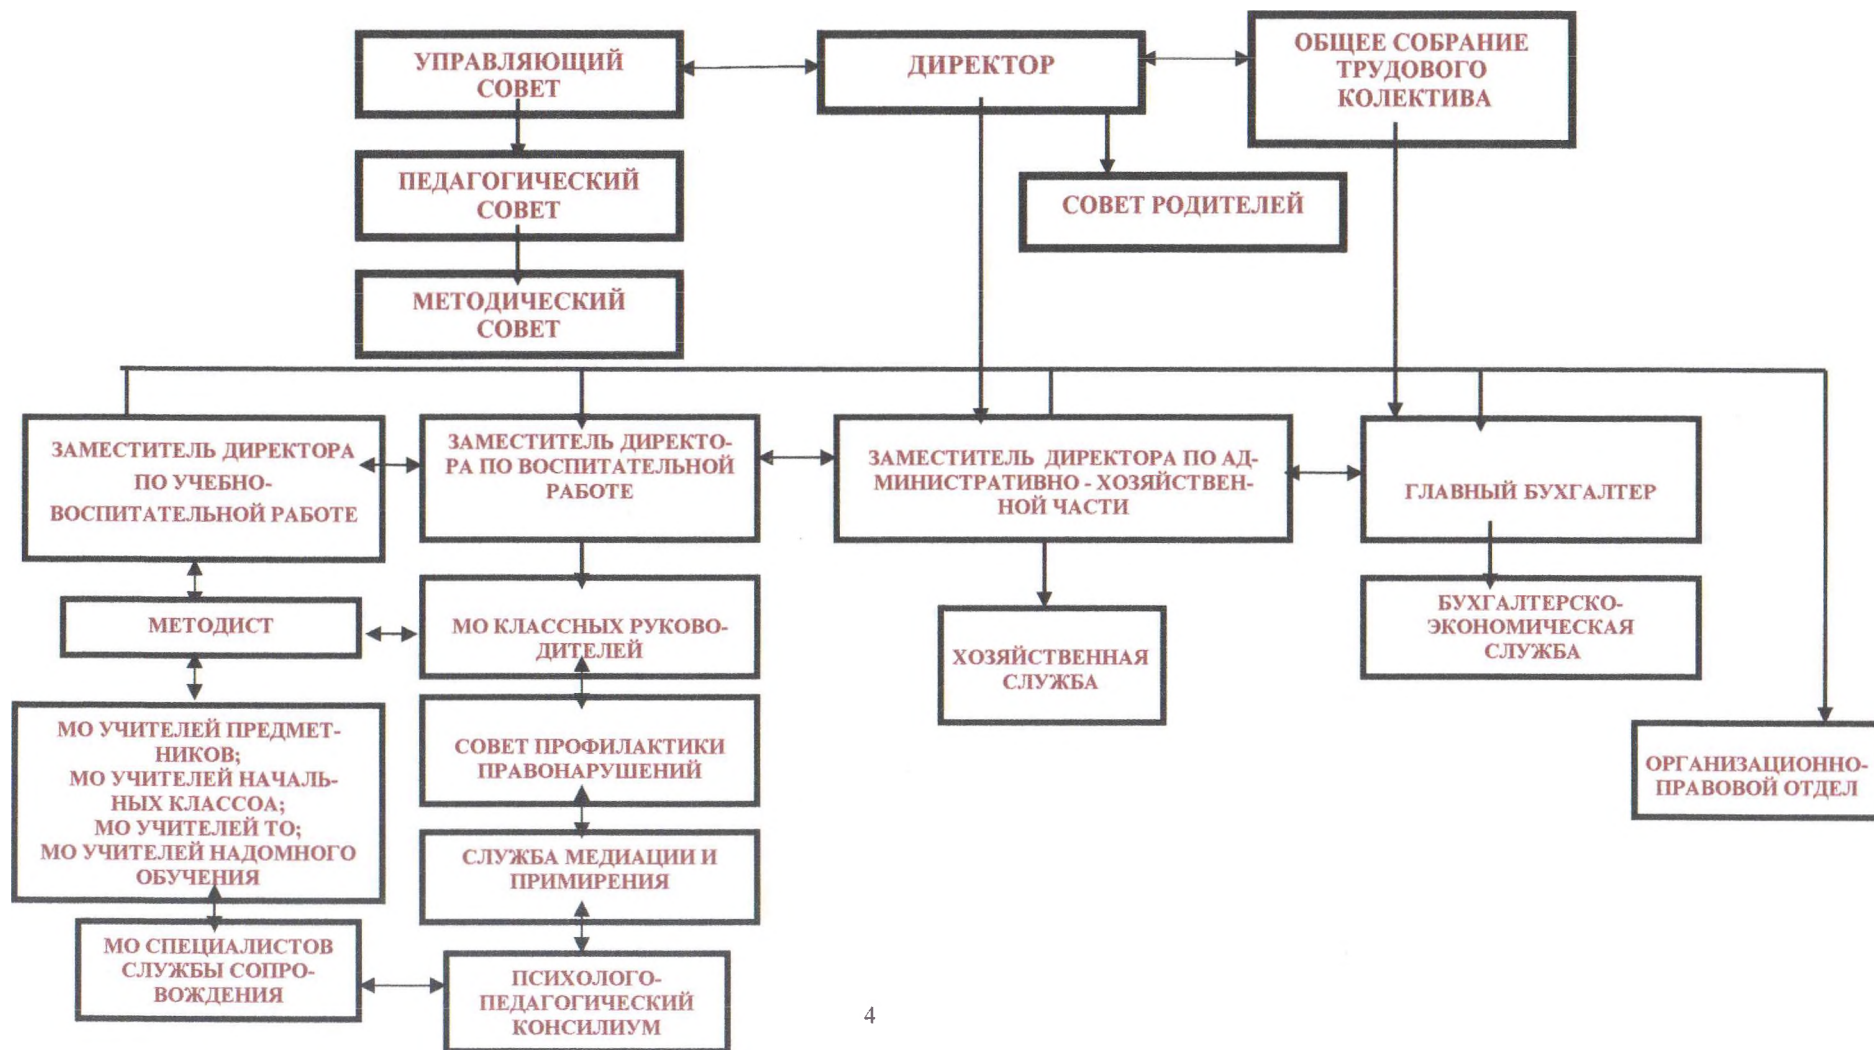 УПРАВЛЯЮЩИЙ
СОВЕТ
ДИРЕКТОР
ОБЩЕЕ СОБРАНИЕ
ТРУДОВОГО
КОЛЕКТИВА
ПЕДАГОГИЧЕСКИЙ
СОВЕТ
СОВЕТ РОДИТЕЛЕЙ
МЕТОДИЧЕСКИЙ
СОВЕТ
ЗАМЕСТИТЕЛЬ ДИРЕКТОРА
ПО УЧЕБНО-
ВОСПИТАТЕЛЬНОЙ РАБОТЕ
ЗАМЕСТИТЕЛЬ ДИРЕКТО-
РА ПО ВОСПИТАТЕЛЬНОЙ
РАБОТЕ
ЗАМЕСТИТЕЛЬ ДИРЕКТОРА ПО АД-
МИНИСТРАТИВНО - ХОЗЯЙСТВЕН-
НОЙ ЧАСТИ
ГЛАВНЫЙ БУХГАЛТЕР
МЕТОДИСТ
МО КЛАССНЫХ РУКОВО-
ДИТЕЛЕЙ
ХОЗЯЙСТВЕННАЯ
СЛУЖБА
БУХГАЛТЕРСКО-
ЭКОНОМИЧЕСКАЯ
СЛУЖБА
МО УЧИТЕЛЕЙ ПРЕДМЕТ-
НИКОВ;
МО УЧИТЕЛЕЙ НАЧАЛЬ-
НЫХ КЛАССОА;
МО УЧИТЕЛЕЙ ТО;
МО УЧИТЕЛЕЙ НАДОМНОГО
ОБУЧЕНИЯ
СОВЕТ ПРОФИЛАКТИКИ
ПРАВОНАРУШЕНИЙ
ОРГАНИЗАЦИОННО-
ПРАВОВОЙ ОТДЕЛ
СЛУЖБА МЕДИАЦИИ И
ПРИМИРЕНИЯ
МО СПЕЦИАЛИСТОВ
СЛУЖБЫ СОПРО-
ВОЖДЕНИЯ
ПСИХОЛОГО-
ПЕДАГОГИЧЕСКИЙ
КОНСИЛИУМ
4